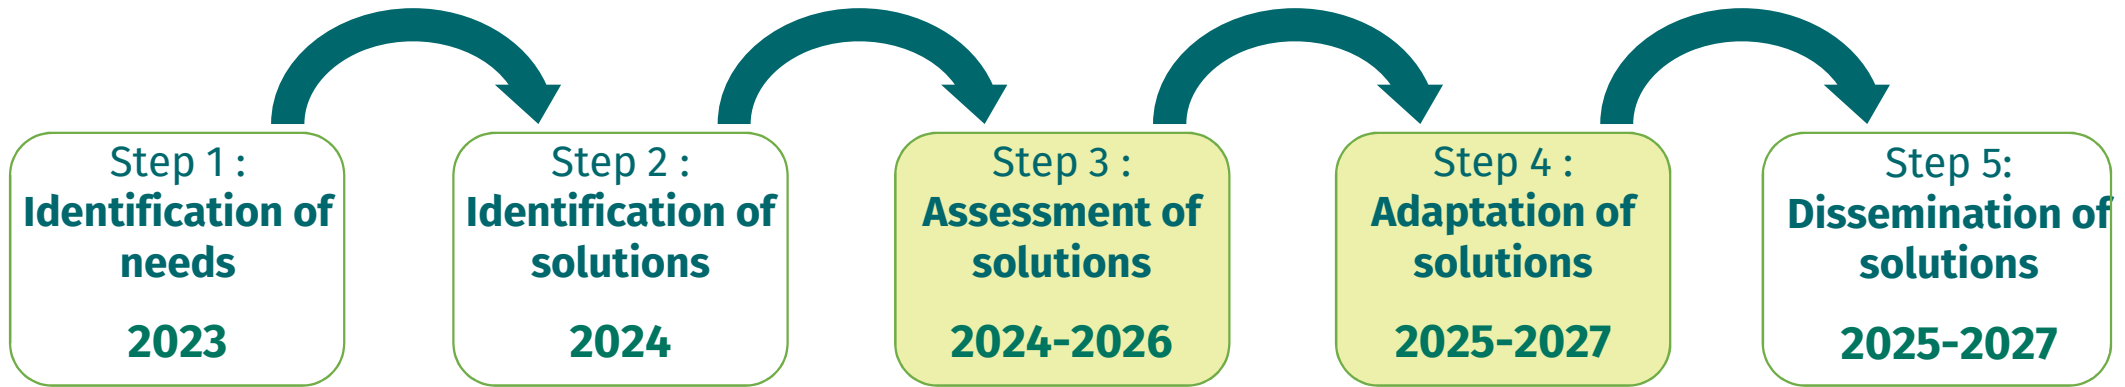 Step 1 :
Identification of
needs
2023
Step 2 :
Identification of
solutions
2024
Step 3 :
Assessment of
solutions
2024-2026
Step 4 :
Adaptation of
solutions
2025-2027
Step 5:
Dissemination of
solutions
2025-2027